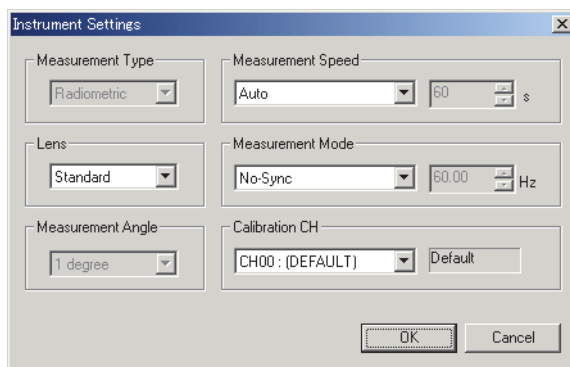 Instrument Settings
Measurement Type
Radiometric
Measurement Speed
Auto
60
s
Lens
Standard
Measurement Mode
No-Sync
60.00
Hz
Measurement Angle
1 degree
Calibration CH
CH00 : (DEFAULT)
Default
OK
Cancel